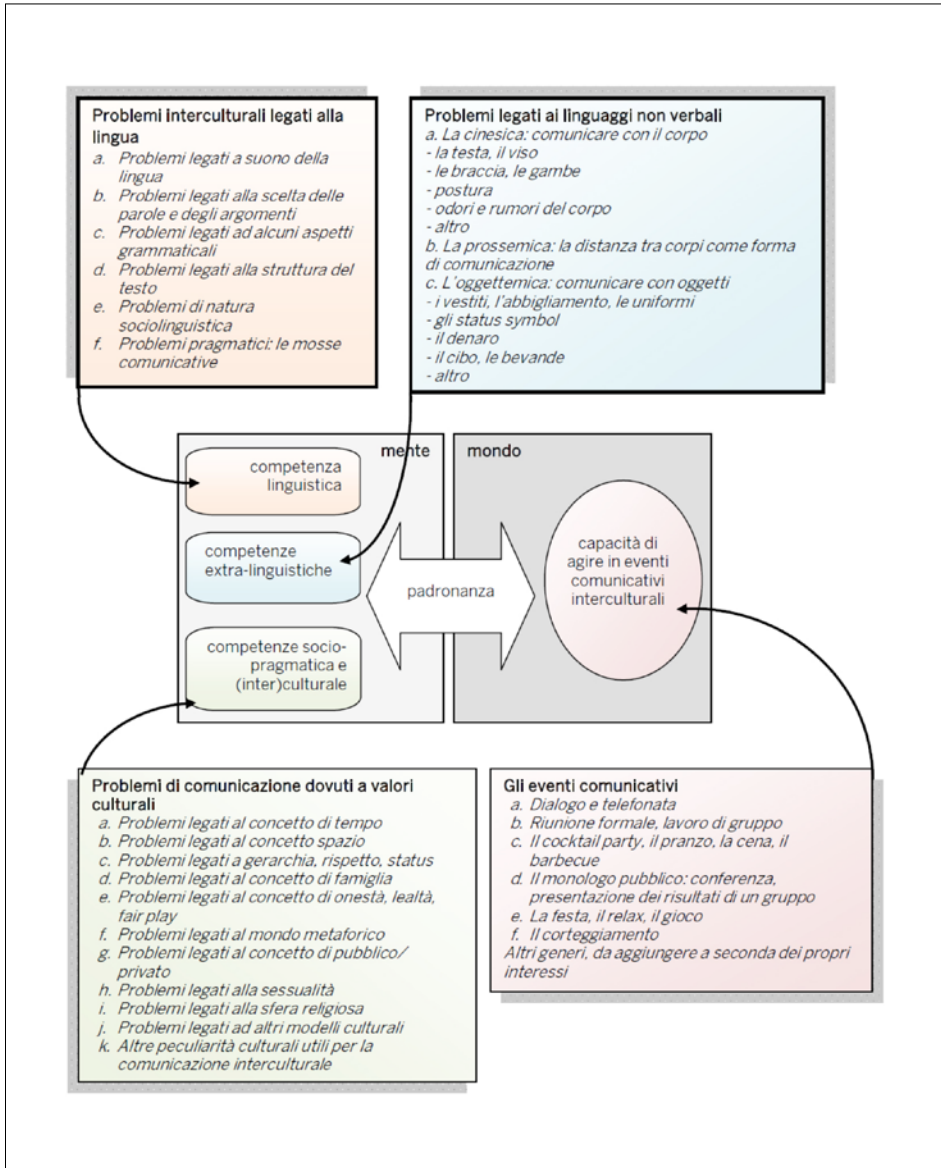 Problemi interculturali legati alla
lingua
a. Problemi legati a suono della
lingua
b. Problemi legati alla scelta delle
parole e degli argomenti
c. Problemi legati ad alcuni aspetti
grammaticali
d. Problemi legati alla struttura del
testo
e. Problemi di natura
sociolinguistica
f. Problemi pragmatici: le mosse
comunicative
Problemi legati ai linguaggi non verbali
a. La cinesica: comunicare con il corpo
- la testa, il viso
- le braccia, le gambe
- postura
- odori e rumori del corpo
- altro
b. La prossemica: la distanza tra corpi come forma
di comunicazione
c. L'oggettemica: comunicare con oggetti
- i vestiti, l'abbigliamento, le uniformi
- gli status symbol
- il denaro
- il cibo, le bevande
- altro
mente
mondo
competenza
linguistica
competenze
extra-linguistiche
competenze socio-
pragmatica e
(inter)culturale
padronanza
capacità di
agire in eventi
comunicativi
interculturali
Problemi di comunicazione dovuti a valori
culturali
a. Problemi legati al concetto di tempo
b. Problemi legati al concetto spazio
c. Problemi legati a gerarchia, rispetto, status
d. Problemi legati al concetto di famiglia
e. Problemi legati al concetto di onestà, lealtà,
fair play
f. Problemi legati al mondo metaforico
g. Problemi legati al concetto di pubblico/
privato
h. Problemi legati alla sessualità
i. Problemi legati alla sfera religiosa
j. Problemi legati ad altri modelli culturali
k. Altre peculiarità culturali utili per la
comunicazione interculturale
Gli eventi comunicativi
a. Dialogo e telefonata
b. Riunione formale, lavoro di gruppo
c. Il cocktail party, il pranzo, la cena, il
barbecue
d. Il monologo pubblico: conferenza,
presentazione dei risultati di un gruppo
e. La festa, il relax, il gioco
f. Il corteggiamento
Altri generi, da aggiungere a seconda dei propri
interessi